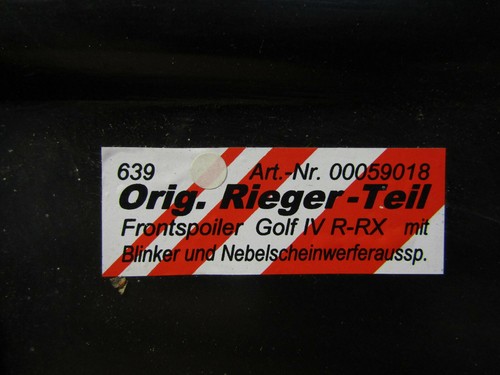 639 Art.-Nr. 00059018
Orig. Rieger-Teil
Frontspoiler Golf IV R-RX mit
Blinker und Nebelscheinwerferaussp.